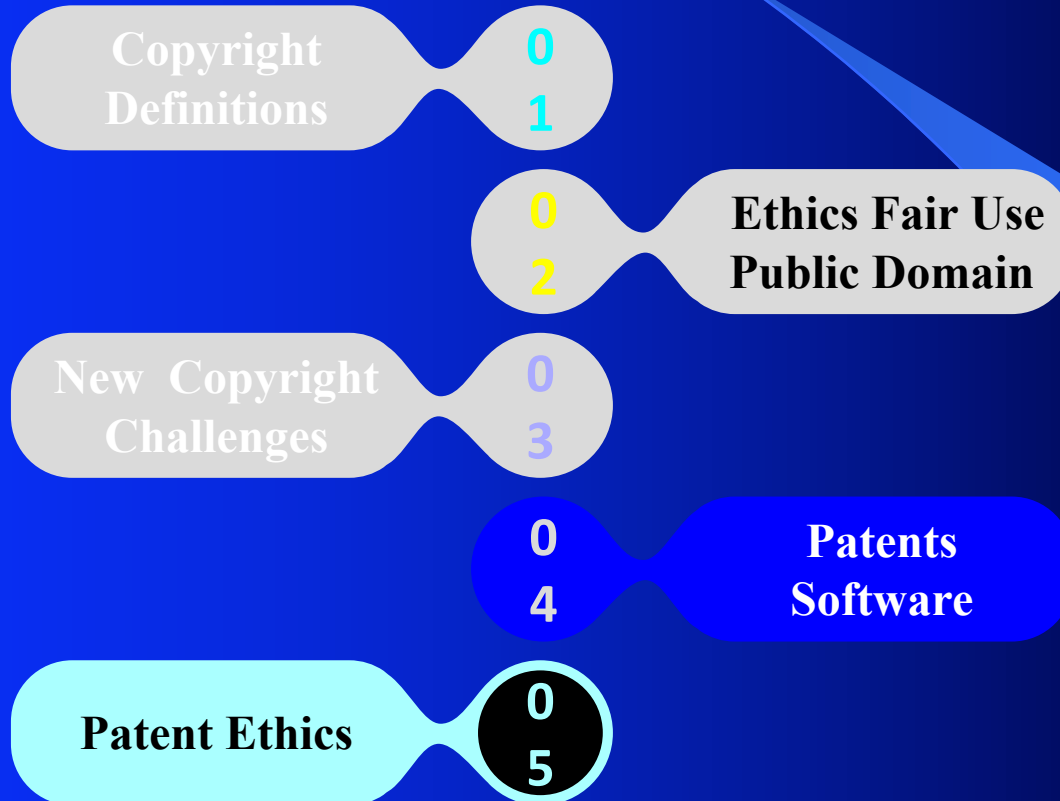 Copyright
Definitions
0
1
0
2
Ethics Fair Use
Public Domain
New  Copyright
Challenges
0
3
0
4
Patents
Software
Patent Ethics
0
5